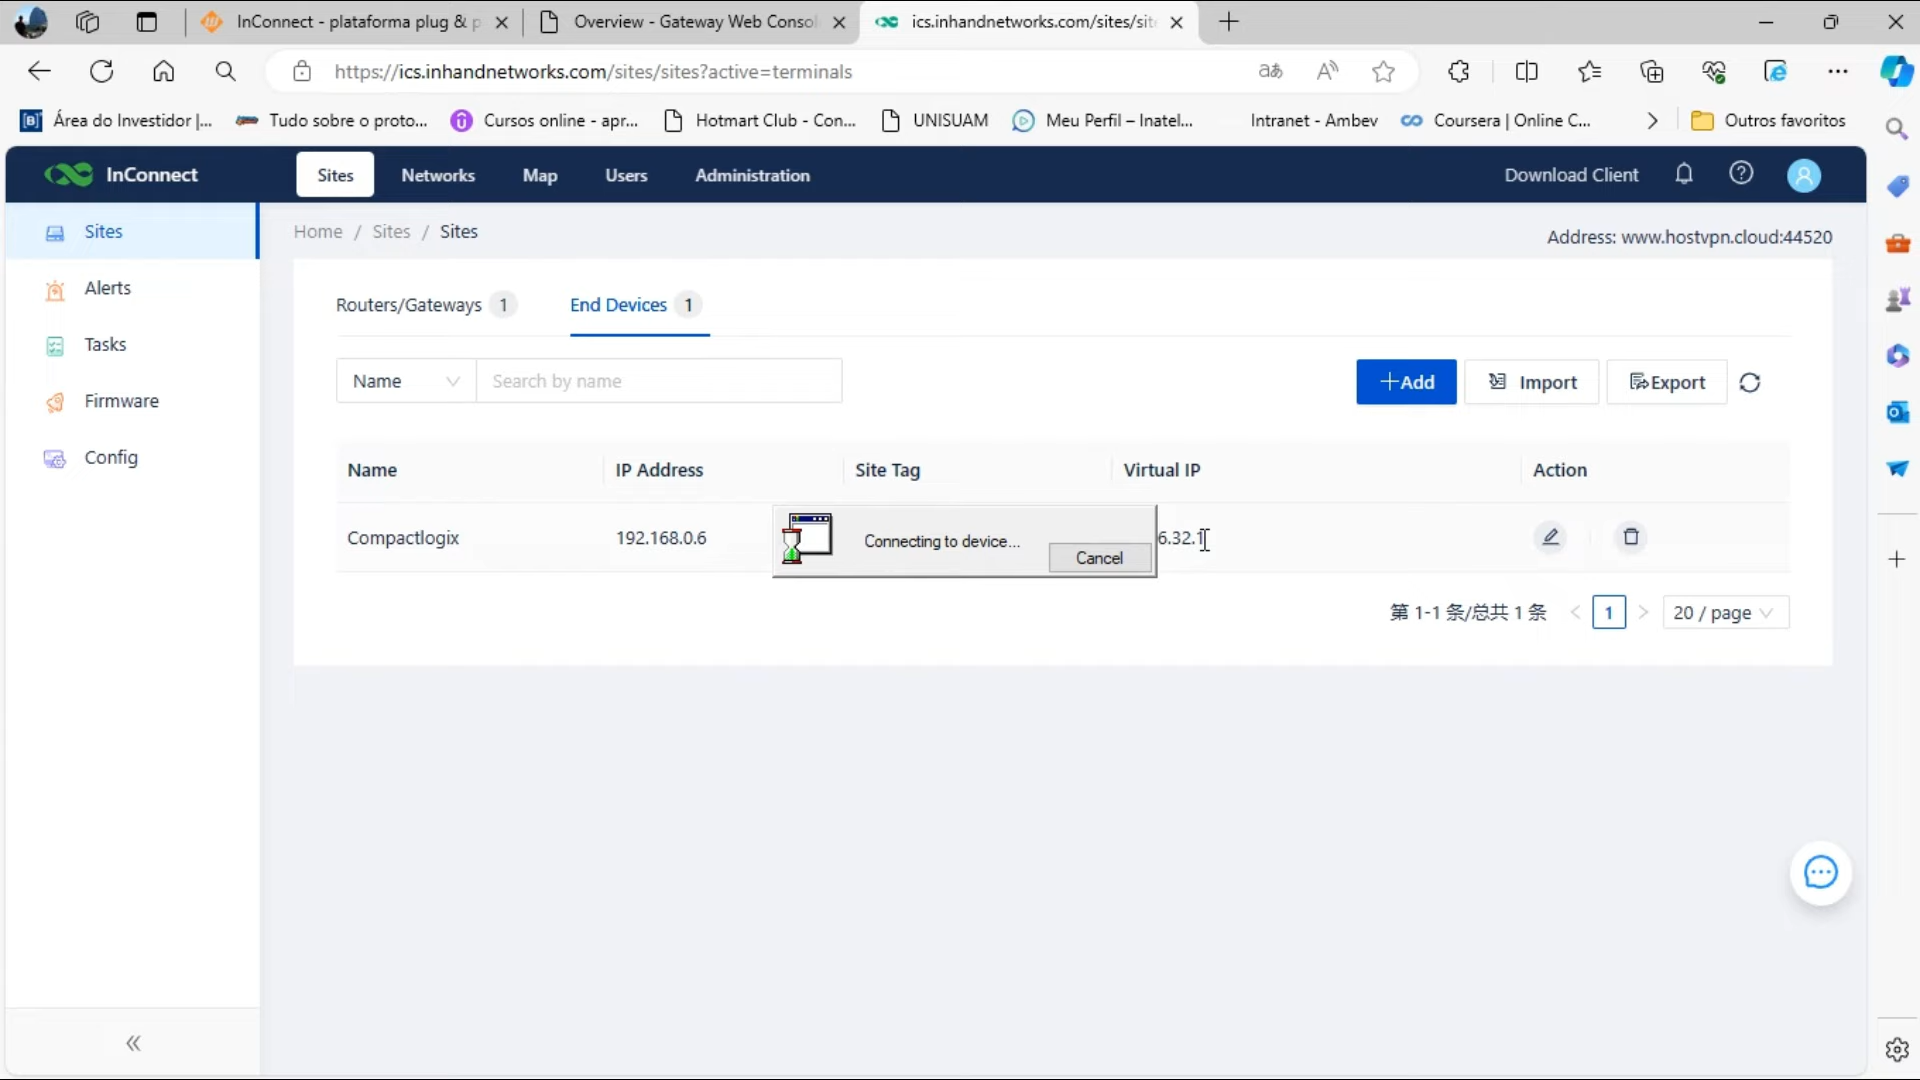 InConnect - plataforma plug & p
Overview - Gateway Web Consol
ics.inhandnetworks.com/sites/site
https://ics.inhandnetworks.com/sites/sites?active=terminals
Área do Investidor |...
Tudo sobre o proto...
Cursos online - apr...
Hotmart Club - Con...
UNISUAM
Meu Perfil – Inatel...
Intranet - Ambev
Coursera | Online C...
Outros favoritos
InConnect
Sites
Networks
Map
Users
Administration
Download Client
Sites
Alerts
Tasks
Firmware
Config
Home / Sites / Sites
Address: www.hostvpn.cloud:44520
Routers/Gateways 1
End Devices 1
Name
Search by name
+Add
Import
Export
Name IP Address Site Tag Virtual IP Action
Compactlogix 192.168.0.6 6.32.1
Connecting to device...
Cancel
第 1-1 条/总共 1 条 < 1 > 20 / page